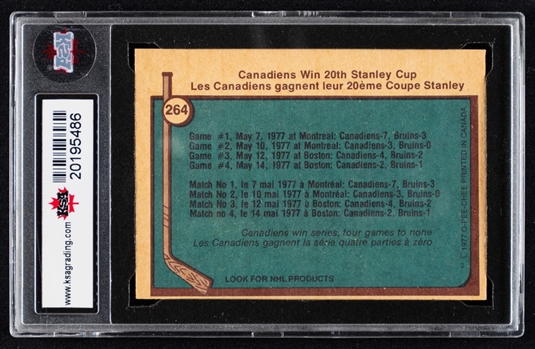 KSA
www.ksagrading.com
KSA
20195486
Canadiens Win 20th Stanley Cup
Les Canadiens gagnent leur 20ème Coupe Stanley
264
Game #1, May 7, 1977 at Montreal: Canadiens-7, Bruins-3
Game #2, May 10, 1977 at Montreal: Canadiens-3, Bruins-0
Game #3, May 12, 1977 at Boston: Canadiens-4, Bruins-2
Game #4, May 14, 1977 at Boston: Canadiens-2, Bruins-1
Match No 1, le 7 mai 1977 à Montréal: Canadiens-7, Bruins-3
Match No 2, le 10 mai 1977 à Montréal: Canadiens-3, Bruins-0
Match No 3, le 12 mai 1977 à Boston: Canadiens-4, Bruins-2
Match no 4, le 14 mai 1977 à Boston: Canadiens-2, Bruins-1
Canadiens win series, four games to none
Les Canadiens gagnent la série quatre parties à zéro
LOOK FOR NHL PRODUCTS
© 1977 O-PEE-CHEE PRINTED IN CANADA